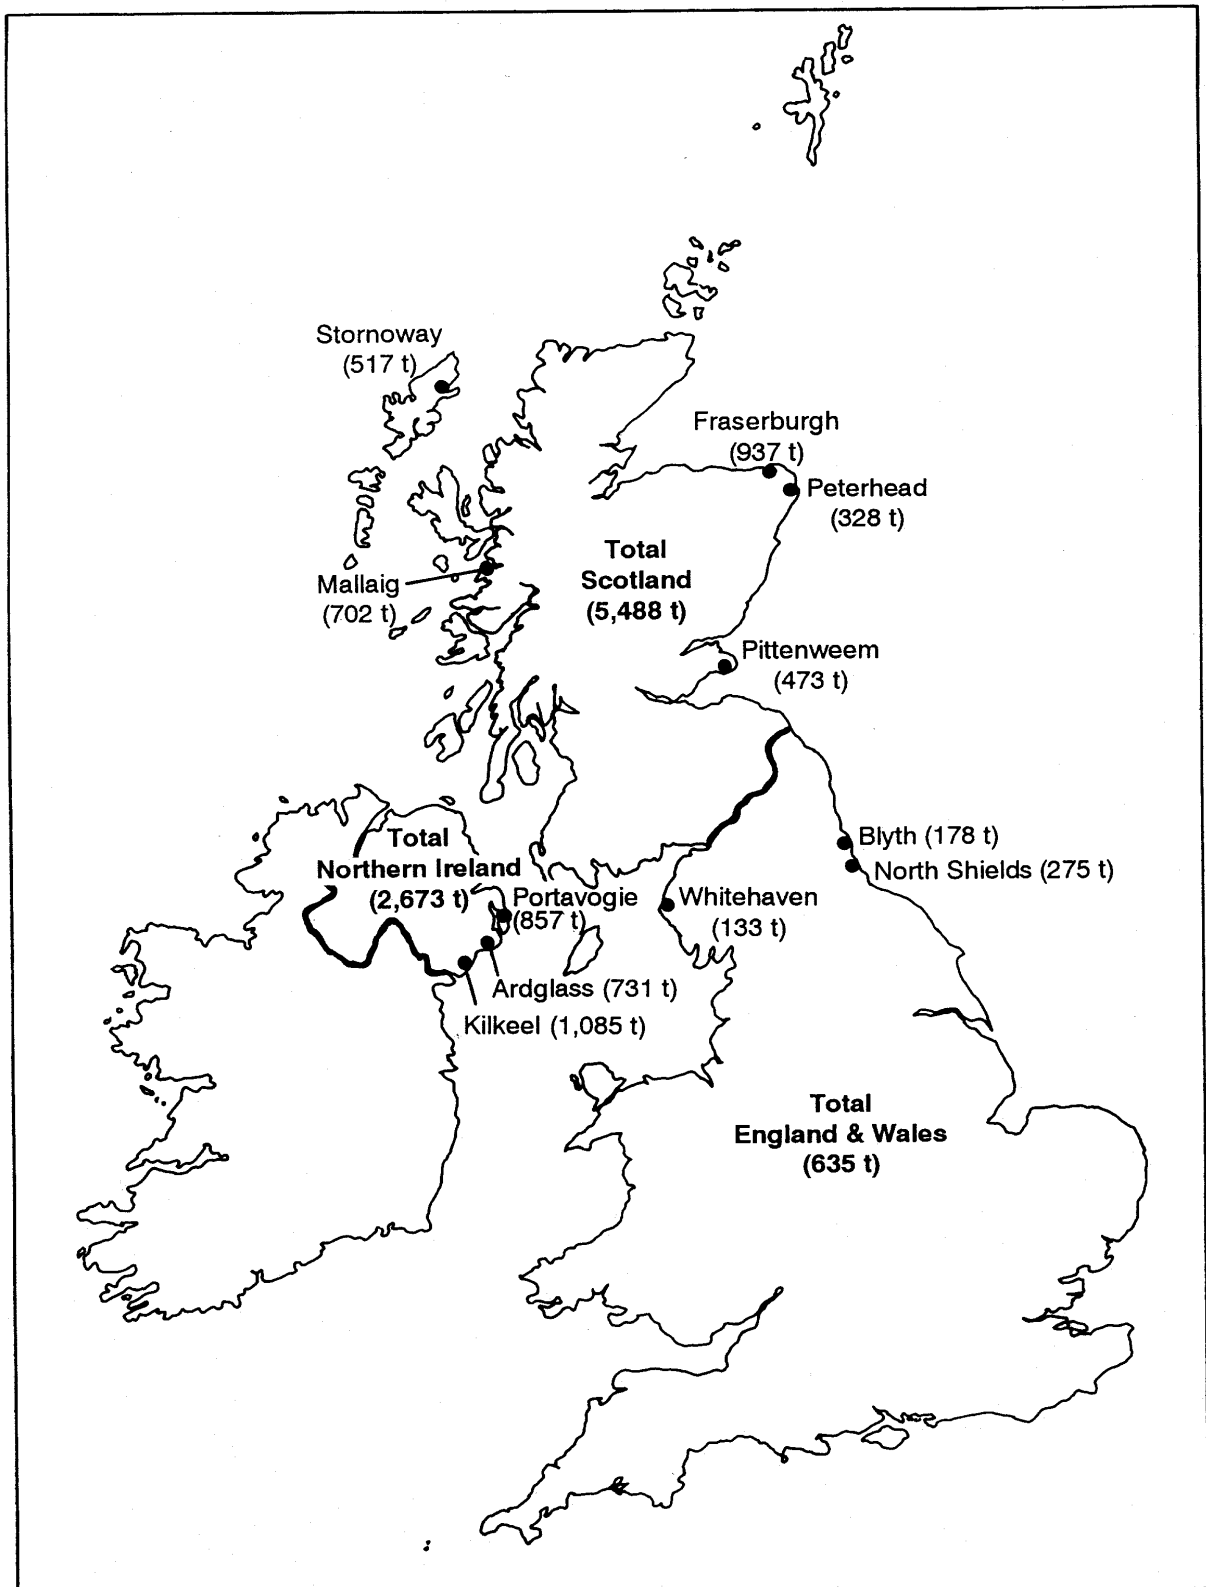 Stornoway
(517 t)
Fraserburgh
(937 t)
Peterhead
(328 t)
Total
Scotland
(5,488 t)
Mallaig
(702 t)
Pittenweem
(473 t)
Total
Northern Ireland
(2,673 t)
Blyth (178 t)
North Shields (275 t)
Portavogie
(857 t)
Whitehaven
(133 t)
Ardglass (731 t)
Kilkeel (1,085 t)
Total
England & Wales
(635 t)